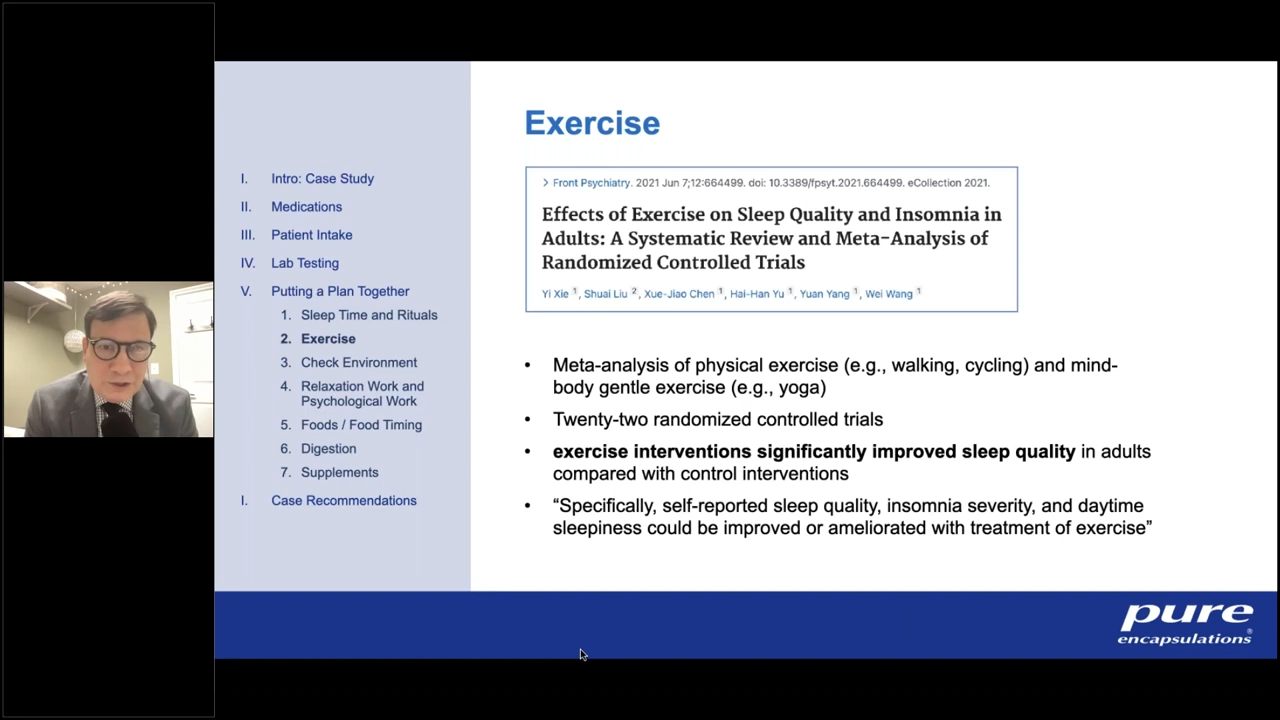 I. Intro: Case Study
II. Medications
III. Patient Intake
IV. Lab Testing
V. Putting a Plan Together
1. Sleep Time and Rituals
2. Exercise
3. Check Environment
4. Relaxation Work and
Psychological Work
5. Foods / Food Timing
6. Digestion
7. Supplements
I. Case Recommendations
Exercise
> Front Psychiatry. 2021 Jun 7;12:664499. doi: 10.3389/fpsyt.2021.664499. eCollection 2021.
Effects of Exercise on Sleep Quality and Insomnia in
Adults: A Systematic Review and Meta-Analysis of
Randomized Controlled Trials
Yi Xie 1, Shuai Liu 2, Xue-Jiao Chen 1, Hai-Han Yu 1, Yuan Yang 1, Wei Wang 1
• Meta-analysis of physical exercise (e.g., walking, cycling) and mind-
body gentle exercise (e.g., yoga)
• Twenty-two randomized controlled trials
• exercise interventions significantly improved sleep quality in adults
compared with control interventions
• “Specifically, self-reported sleep quality, insomnia severity, and daytime
sleepiness could be improved or ameliorated with treatment of exercise”
pure
encapsulations®